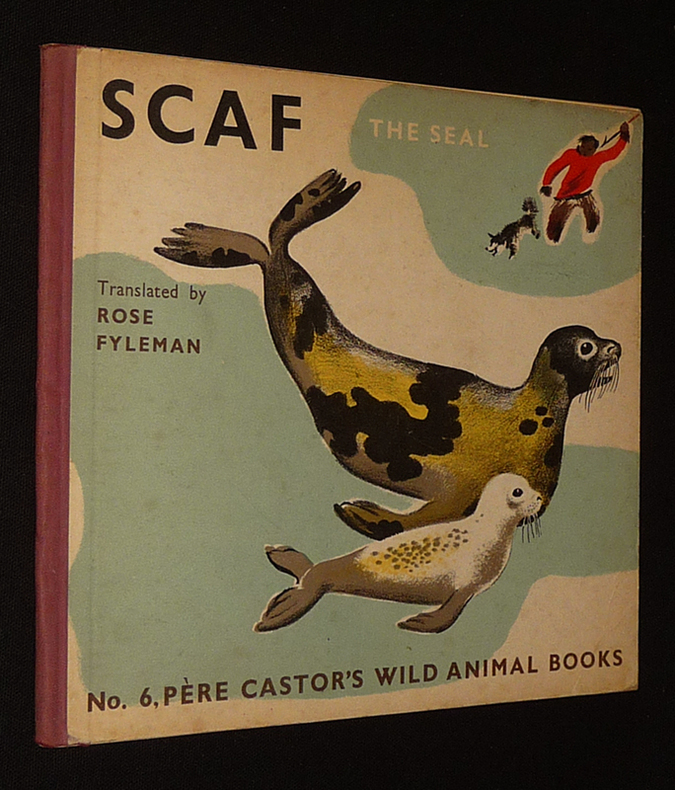 SCAF
THE SEAL
Translated by
ROSE
FYLEMAN
No. 6, PÈRE CASTOR'S WILD ANIMAL BOOKS